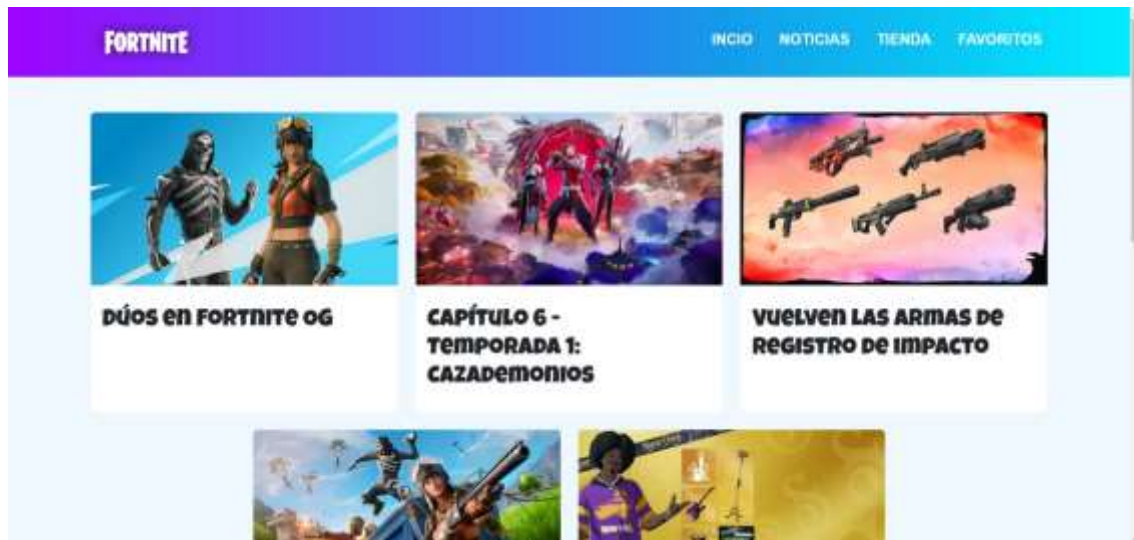 FORTNITE
INCIO NOTICIAS TIENDA FAVORITOS
Dúos en Fortnite OG
Capítulo 6 -
Temporada 1:
Cazademonios
Vuelven las armas de
registro de impacto